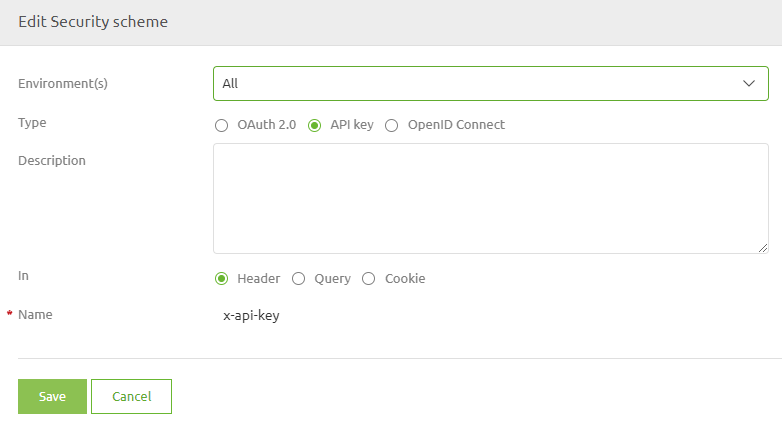 Edit Security scheme
Environment(s) All
Type OAuth 2.0 API key OpenID Connect
Description
In Header Query Cookie
* Name x-api-key
Save Cancel